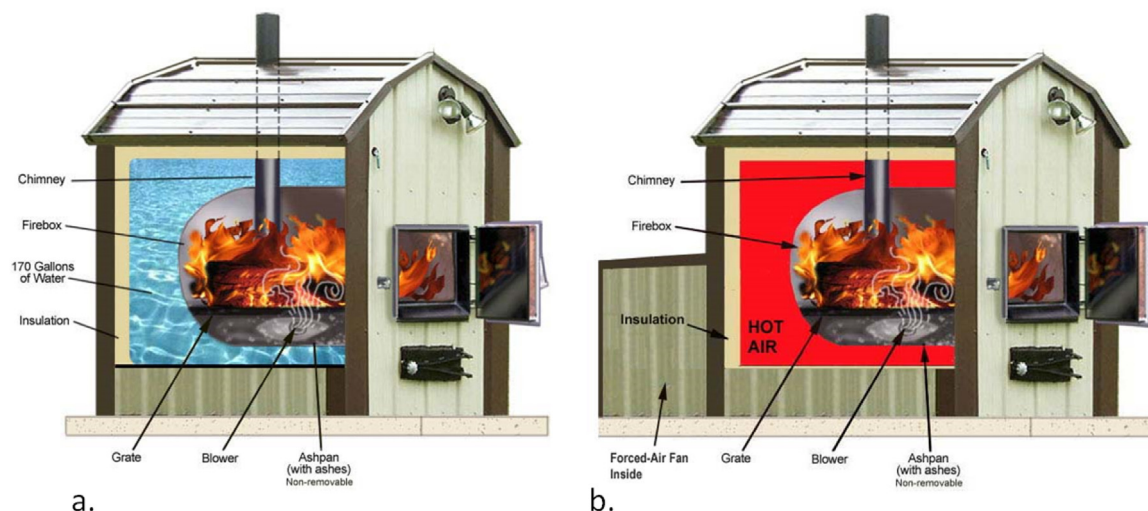 Chimney
Firebox
170 Gallons
of Water
Insulation
Grate
Blower
Ashpan
(with ashes)
Non-removable
a.
Chimney
Firebox
Insulation
HOT
AIR
Forced-Air Fan
Inside
Grate
Blower
Ashpan
(with ashes)
Non-removable
b.